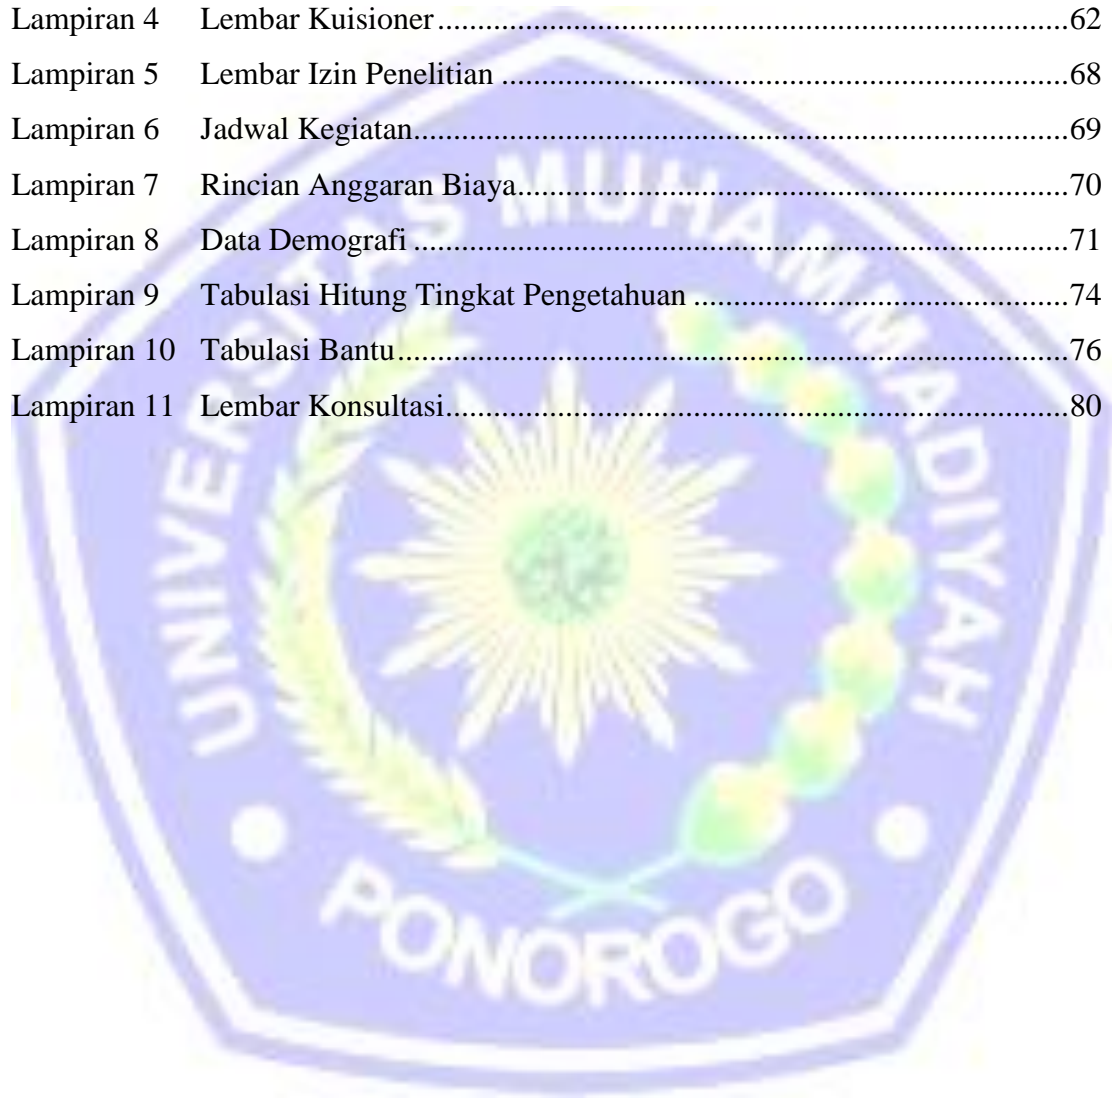 Lampiran 4 Lembar Kuisioner.................................................................................62
Lampiran 5 Lembar Izin Penelitian .........................................................................68
Lampiran 6 Jadwal Kegiatan....................................................................................69
Lampiran 7 Rincian Anggaran Biaya.......................................................................70
Lampiran 8 Data Demografi ....................................................................................71
Lampiran 9 Tabulasi Hitung Tingkat Pengetahuan ................................................74
Lampiran 10 Tabulasi Bantu......................................................................................76
Lampiran 11 Lembar Konsultasi................................................................................80
UNIVERSITAS MUHAMMADIYAH
PONOROGO